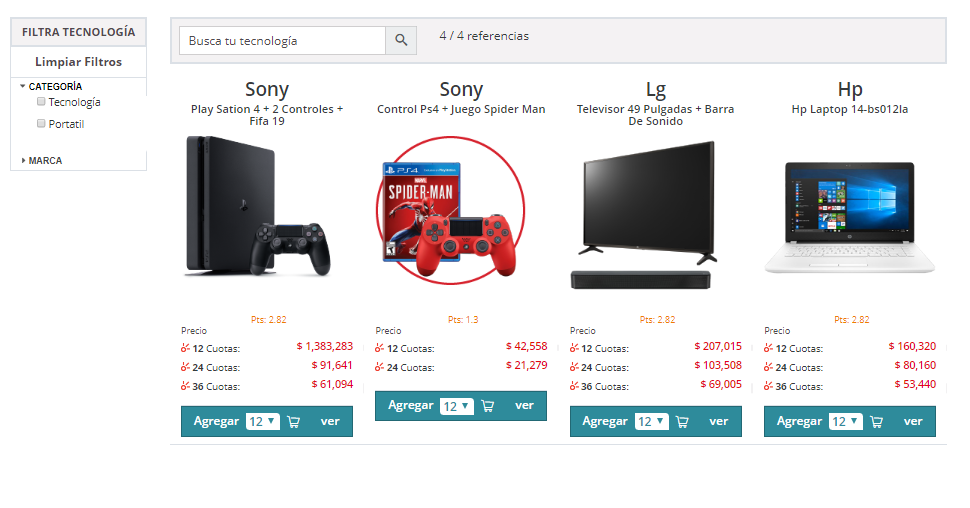 FILTRA TECNOLOGÍA
Limpiar Filtros
CATEGORÍA
Tecnología
Portatil
MARCA
Busca tu tecnología
4 / 4 referencias
Sony
Play Sation 4 + 2 Controles +
Fifa 19
Pts: 2.82
Precio
12 Cuotas: $ 1,383,283
24 Cuotas: $ 91,641
36 Cuotas: $ 61,094
Agregar 12 ver
Sony
Control Ps4 + Juego Spider Man
PS4
MARVEL
SPIDER-MAN
Pts: 1.3
Precio
12 Cuotas: $ 42,558
24 Cuotas: $ 21,279
Agregar 12 ver
Lg
Televisor 49 Pulgadas + Barra
De Sonido
Pts: 2.82
Precio
12 Cuotas: $ 207,015
24 Cuotas: $ 103,508
36 Cuotas: $ 69,005
Agregar 12 ver
Hp
Hp Laptop 14-bs012la
Pts: 2.82
Precio
12 Cuotas: $ 160,320
24 Cuotas: $ 80,160
36 Cuotas: $ 53,440
Agregar 12 ver